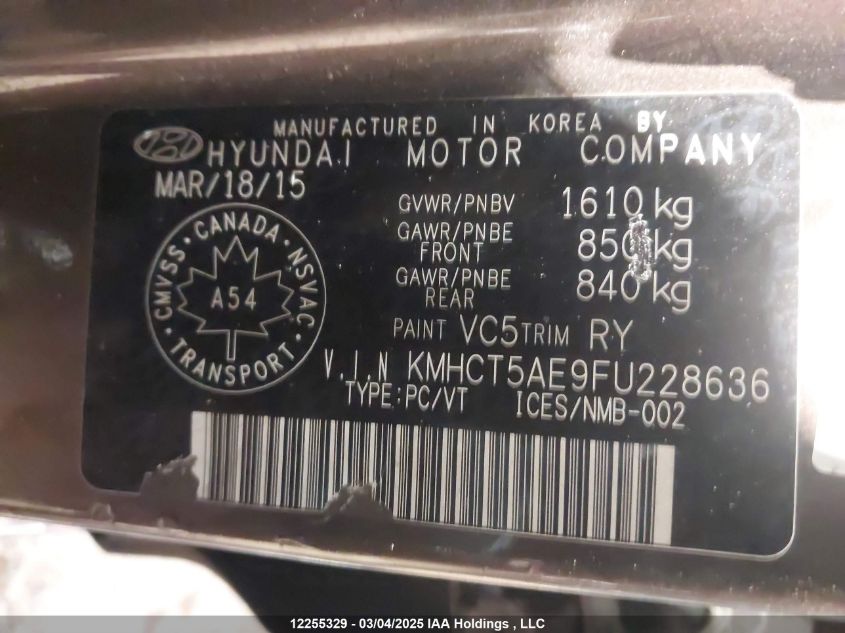 MANUFACTURED IN KOREA BY
HYUNDAI MOTOR COMPANY
MAR/18/15
GVWR/PNBV 1610 kg
GAWR/PNBE FRONT 850 kg
GAWR/PNBE REAR 840 kg
CMVSS · CANADA · NSVAC · TRANSPORT ·
A54
PAINT VC5 TRIM RY
V.I.N KMHCT5AE9FU228636
TYPE:PC/VT ICES/NMB-002
12255329 - 03/04/2025 IAA Holdings , LLC